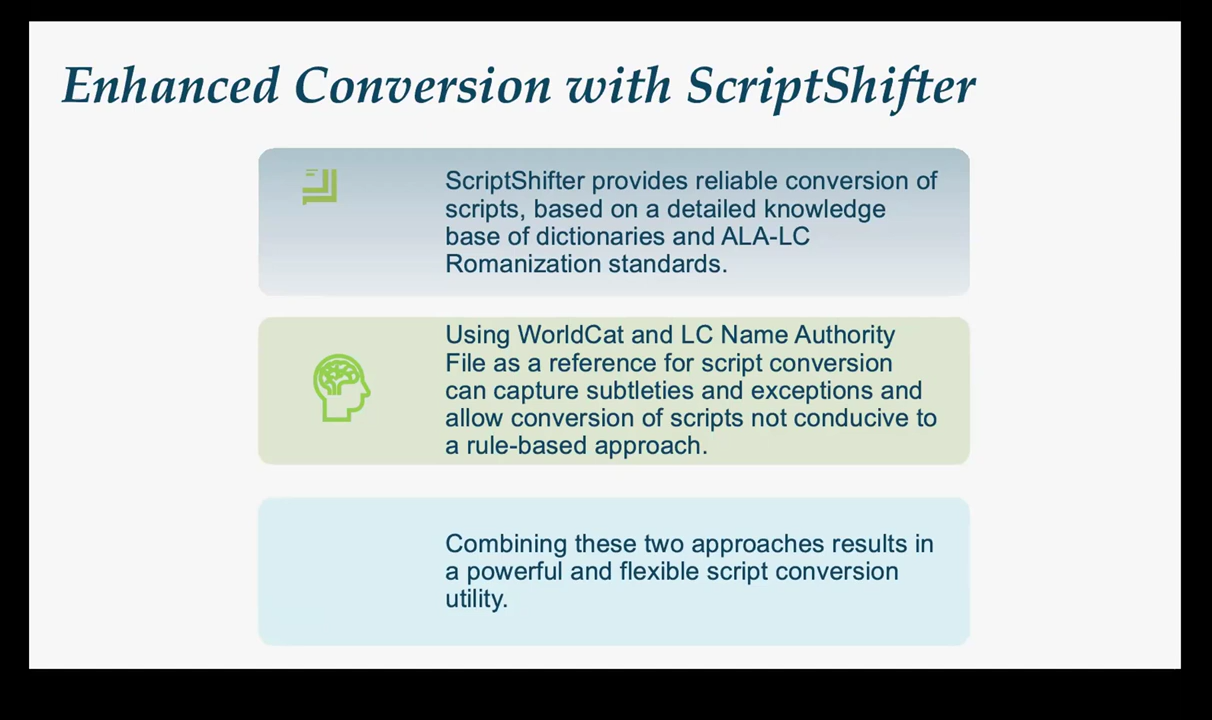 Enhanced Conversion with ScriptShifter
ScriptShifter provides reliable conversion of
scripts, based on a detailed knowledge
base of dictionaries and ALA-LC
Romanization standards.
Using WorldCat and LC Name Authority
File as a reference for script conversion
can capture subtleties and exceptions and
allow conversion of scripts not conducive to
a rule-based approach.
Combining these two approaches results in
a powerful and flexible script conversion
utility.